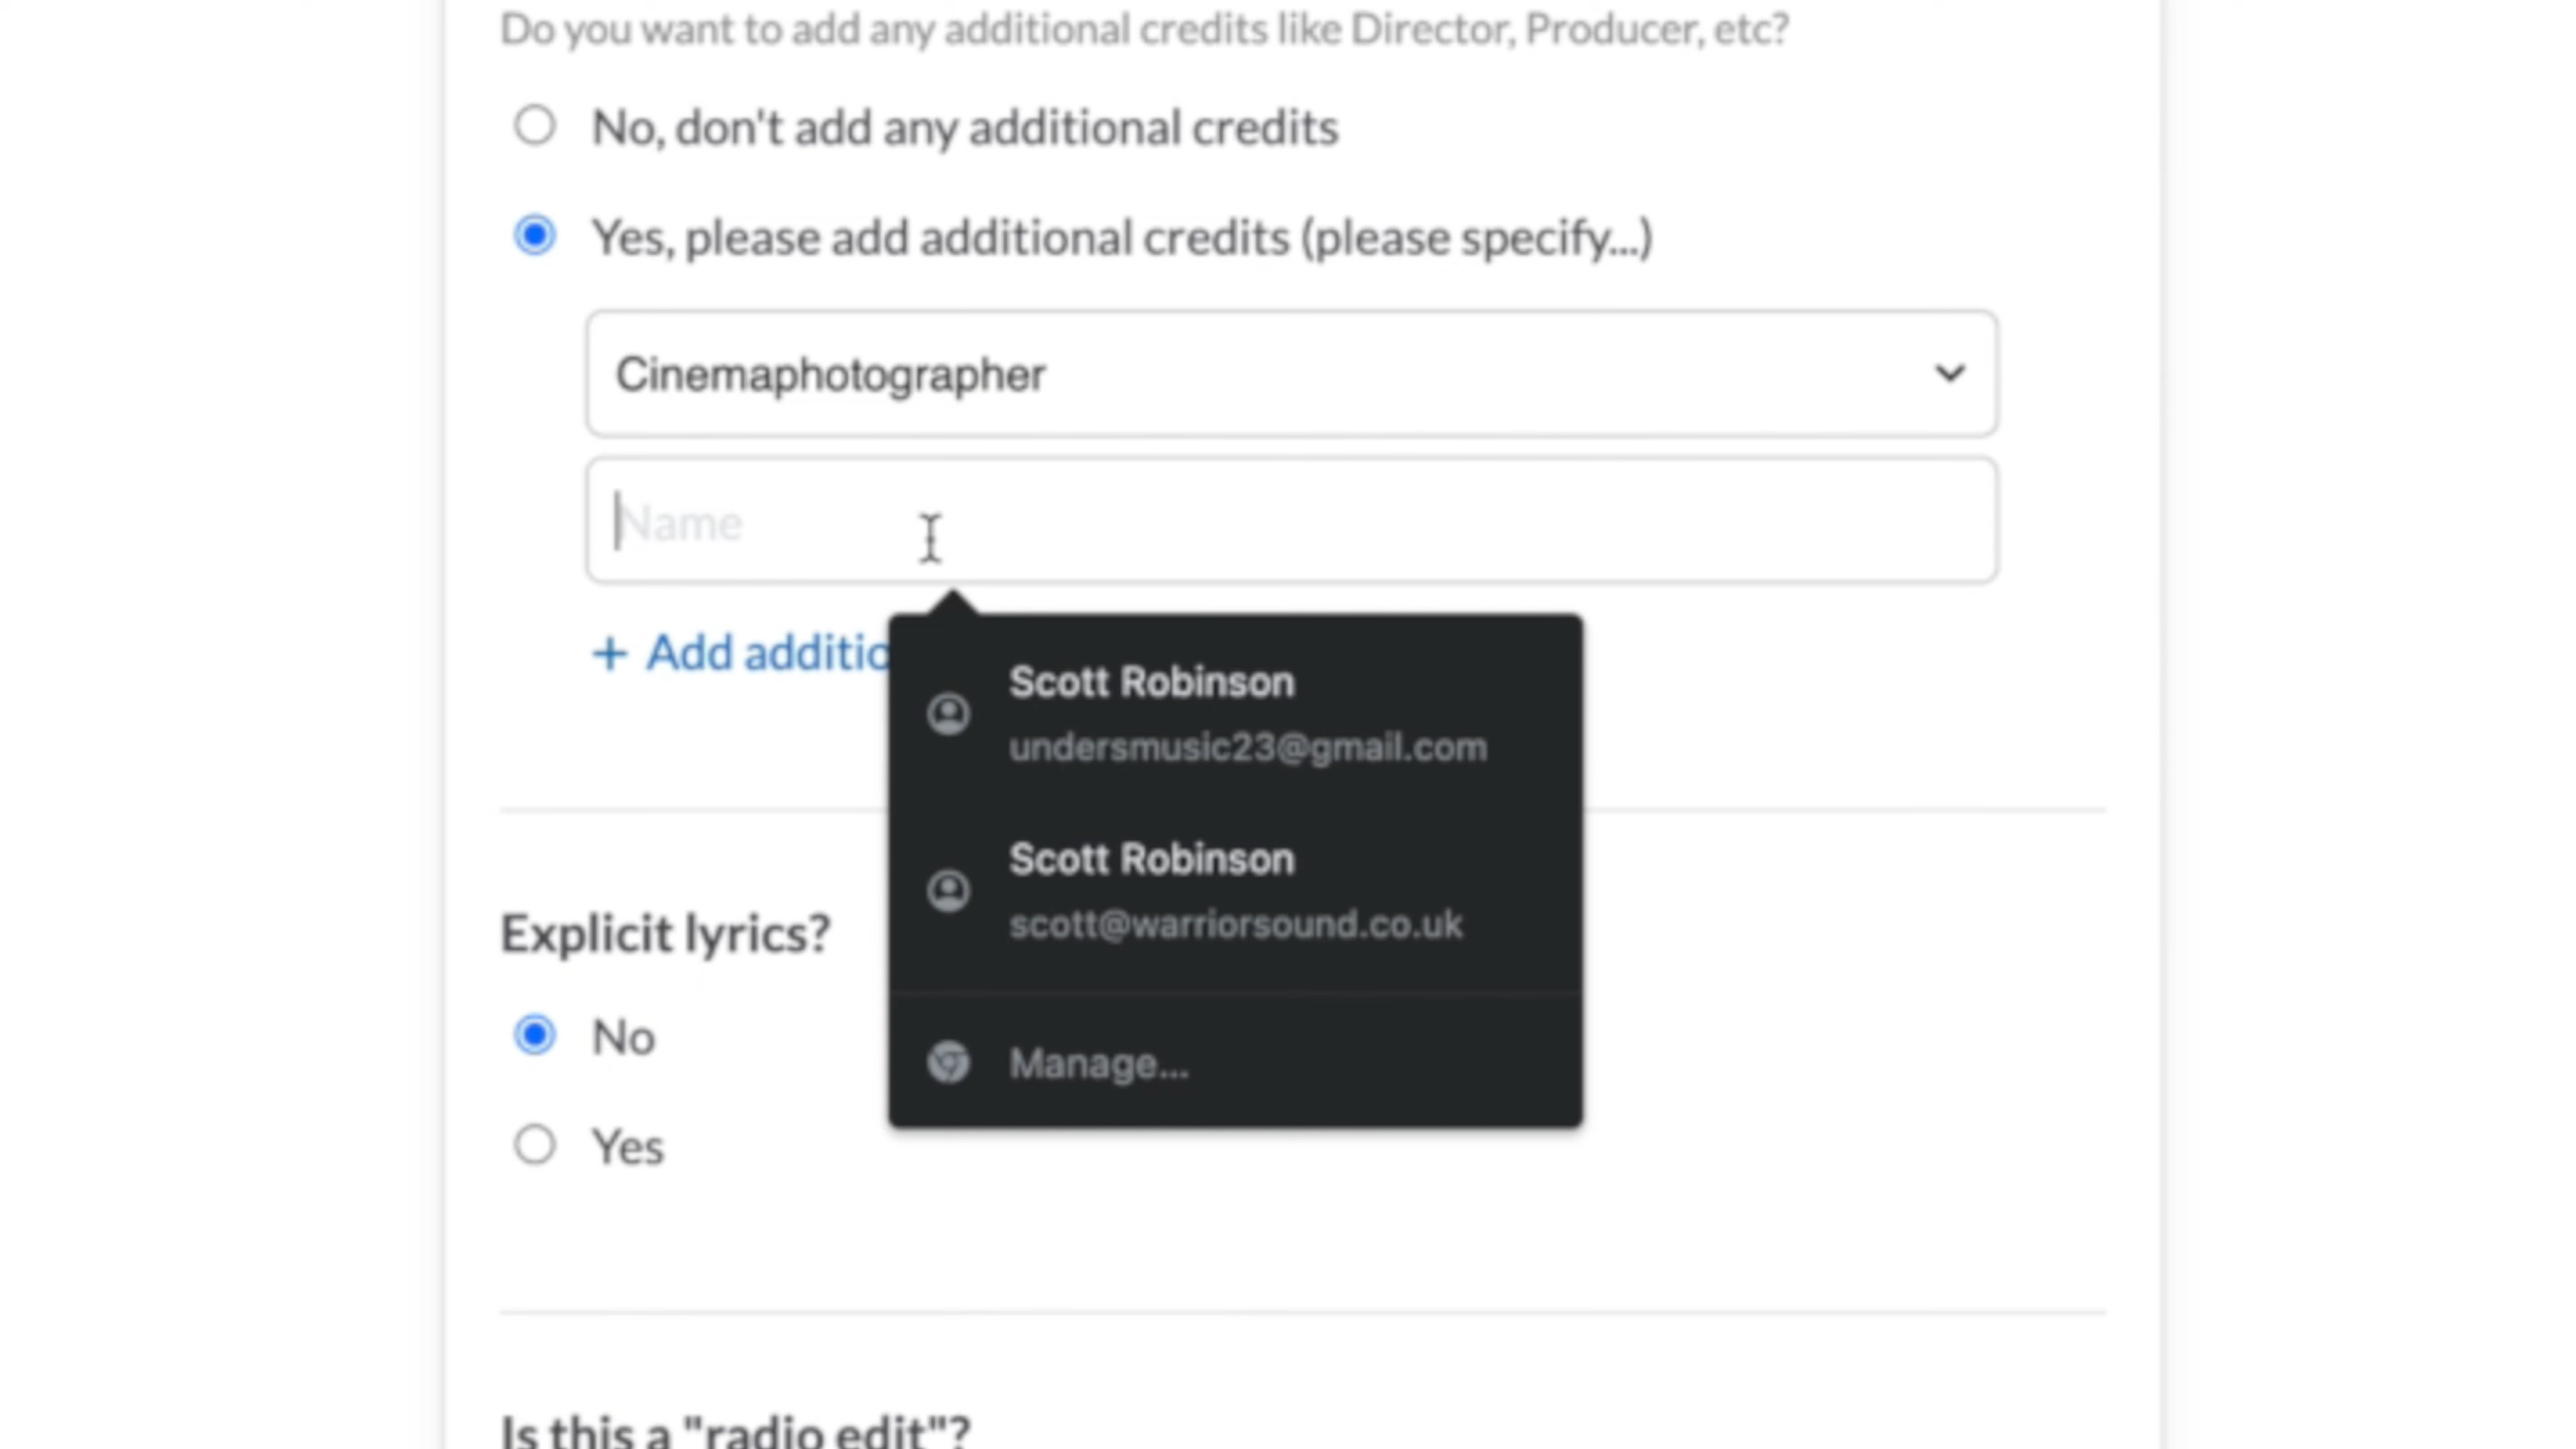 Do you want to add any additional credits like Director, Producer, etc?
No, don't add any additional credits
Yes, please add additional credits (please specify...)
Cinemaphotographer
Name
+ Add additio
Scott Robinson
undersmusic23@gmail.com
Scott Robinson
scott@warriorsound.co.uk
Manage...
Explicit lyrics?
No
Yes
Is this a "radio edit"?